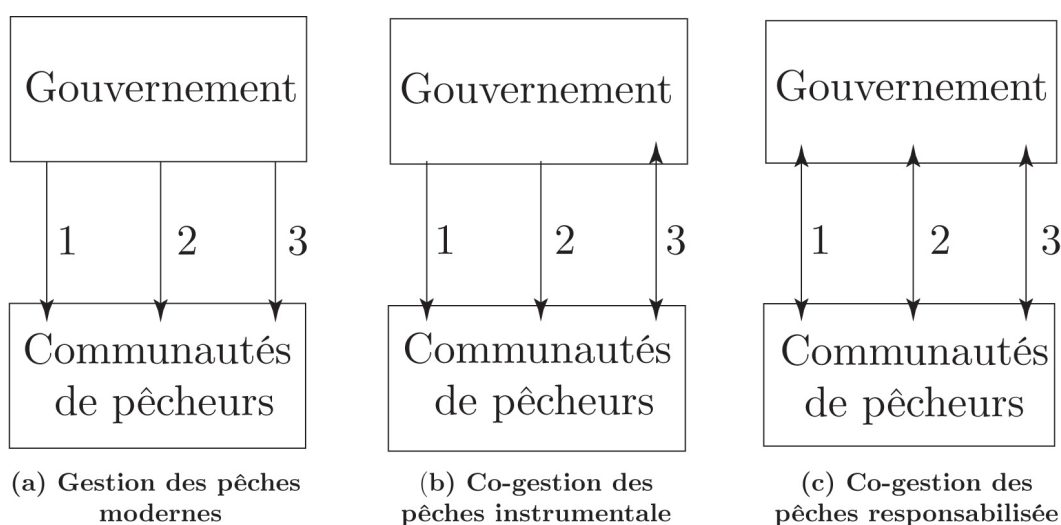 Gouvernement
1
2
3
Communautés
de pêcheurs
(a) Gestion des pêches
modernes
Gouvernement
1
2
3
Communautés
de pêcheurs
(b) Co-gestion des
pêches instrumentale
Gouvernement
1
2
3
Communautés
de pêcheurs
(c) Co-gestion des
pêches responsabilisée